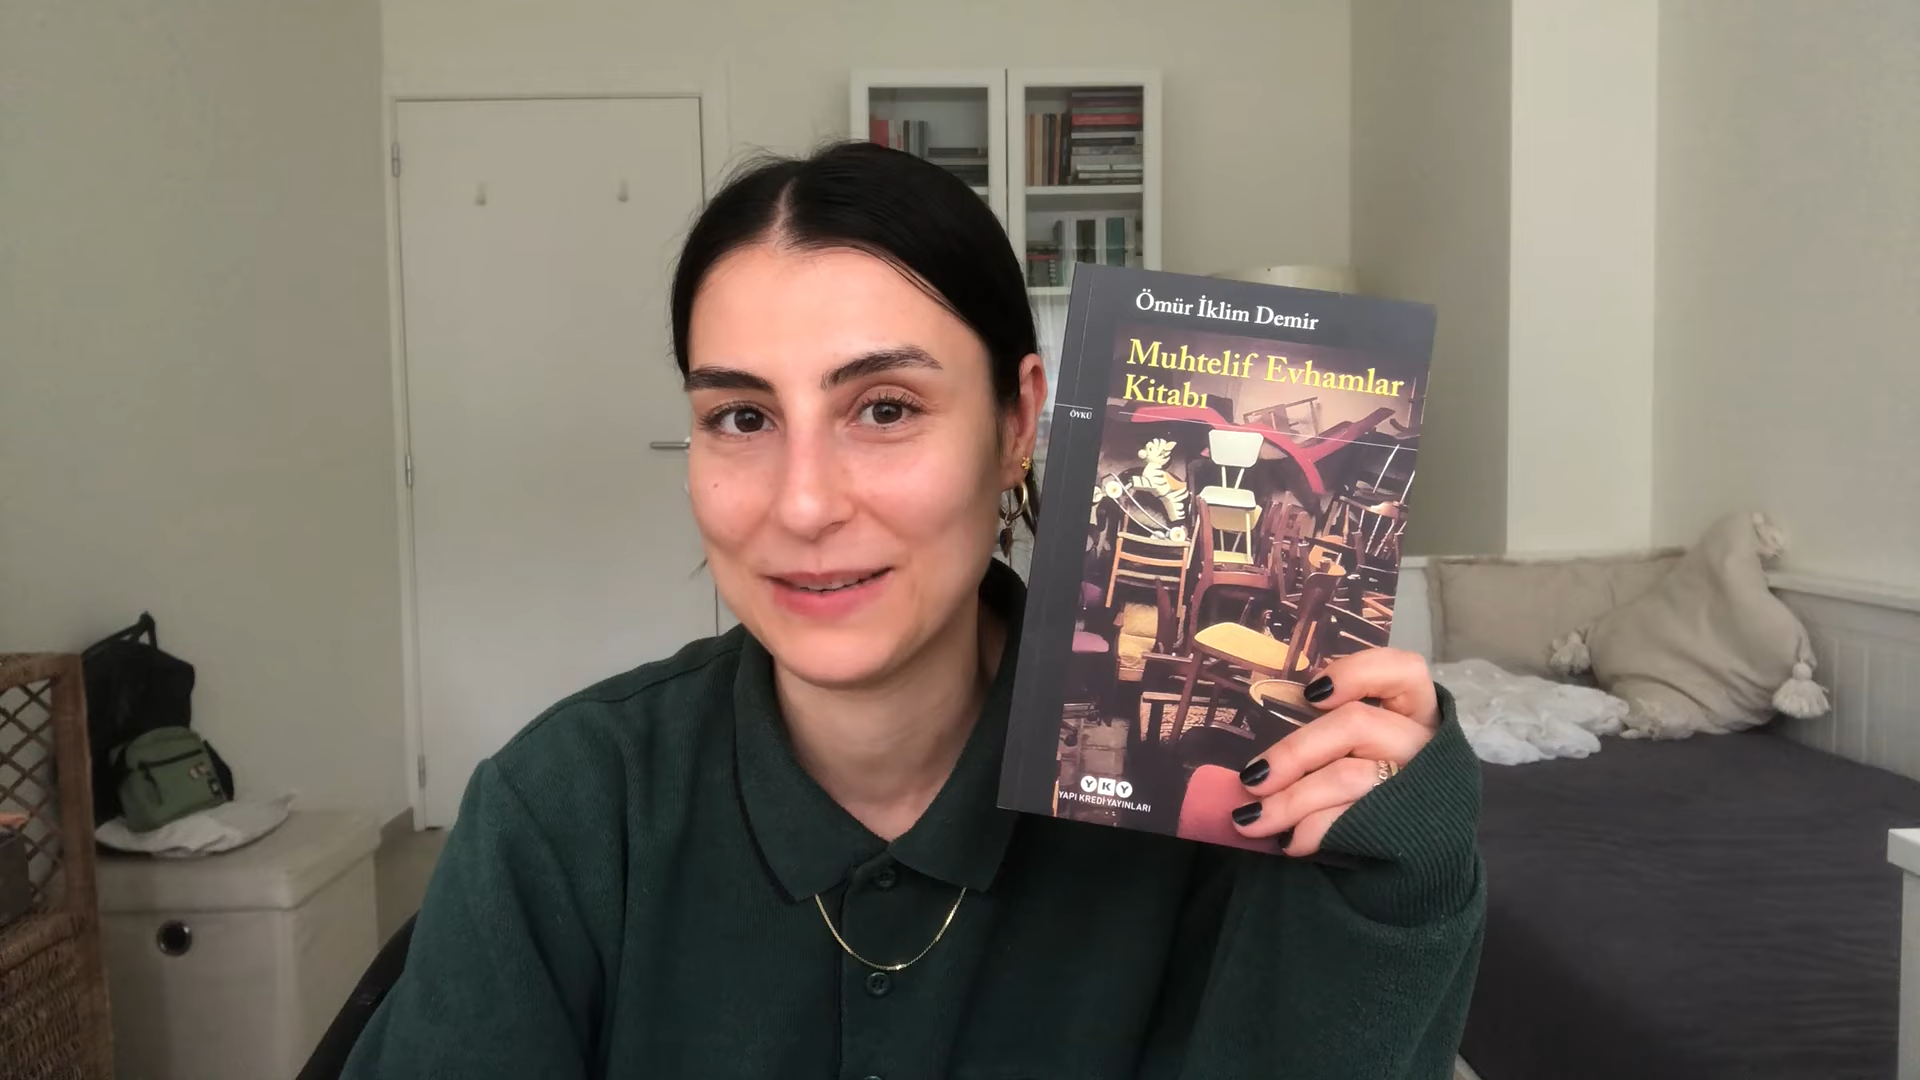 Ömür İklim Demir
Muhtelif Evhamlar
Kitabı
ÖYKÜ
YKY
YAPI KREDİ YAYINLARI